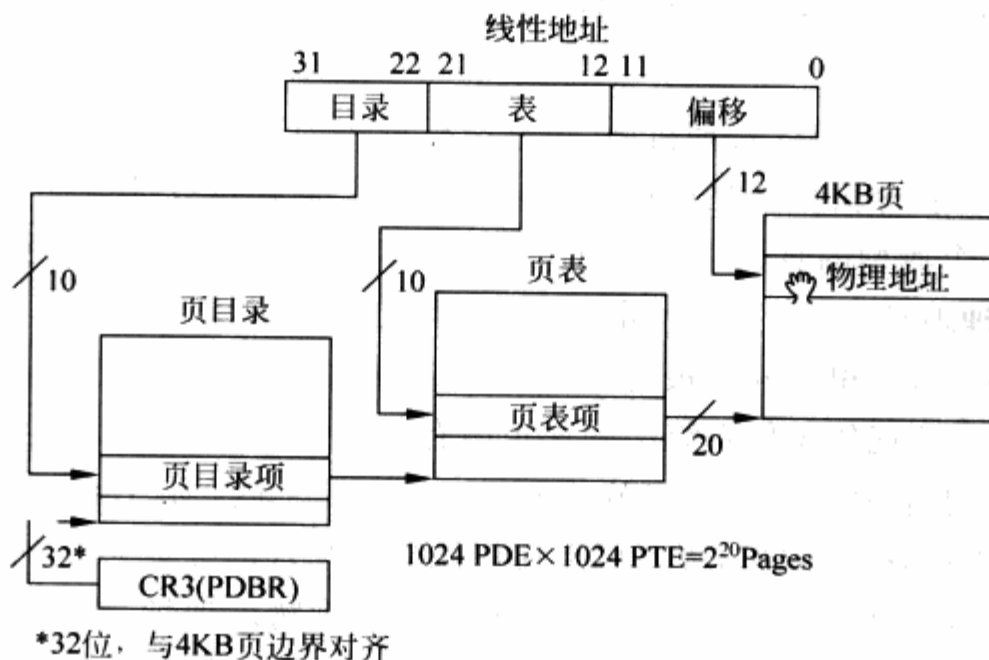 线性地址
31 22 21 12 11 0
目录 表 偏移
12
4KB页
10
10
页表
物理地址
页目录
页表项
20
页目录项
32*
1024 PDE×1024 PTE=2²⁰Pages
CR3(PDBR)
*32位，与4KB页边界对齐